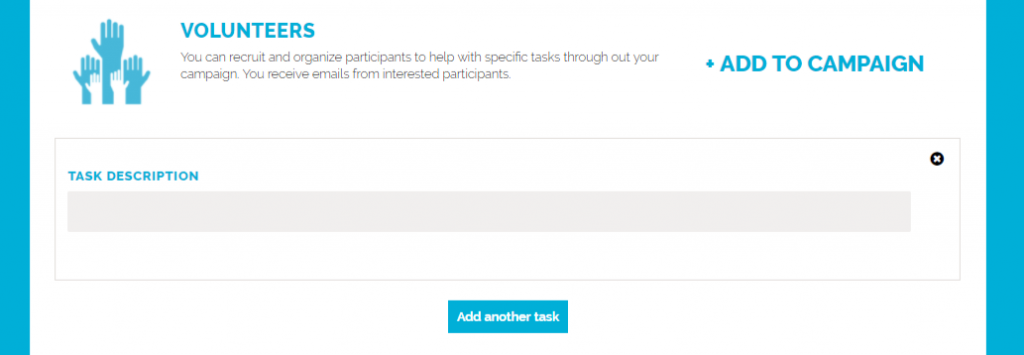 VOLUNTEERS
You can recruit and organize participants to help with specific tasks through out your
campaign. You receive emails from interested participants.
+ ADD TO CAMPAIGN
TASK DESCRIPTION
Add another task